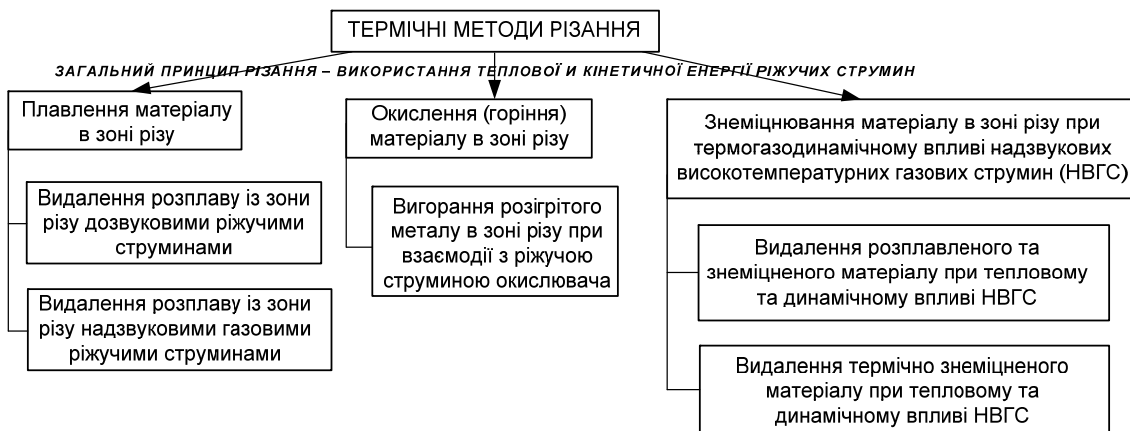 ТЕРМІЧНІ МЕТОДИ РІЗАННЯ
ЗАГАЛЬНИЙ ПРИНЦИП РІЗАННЯ – ВИКОРИСТАННЯ ТЕПЛОВОЇ И КІНЕТИЧНОЇ ЕНЕРГІЇ РІЖУЧИХ СТРУМИН
Плавлення матеріалу
в зоні різу
Видалення розплаву із зони
різу дозвуковими ріжучими
струминами
Видалення розплаву із зони
різу надзвуковими газовими
ріжучими струминами
Окислення (горіння)
матеріалу в зоні різу
Вигорання розігрітого
металу в зоні різу при
взаємодії з ріжучою
струминою окислювача
Знеміцнювання матеріалу в зоні різу при
термогазодинамічному впливі надзвукових
високотемпературних газових струмин (НВГС)
Видалення розплавленого та
знеміцненого матеріалу при тепловому
та динамічному впливі НВГС
Видалення термічно знеміцненого
матеріалу при тепловому та
динамічному впливі НВГС